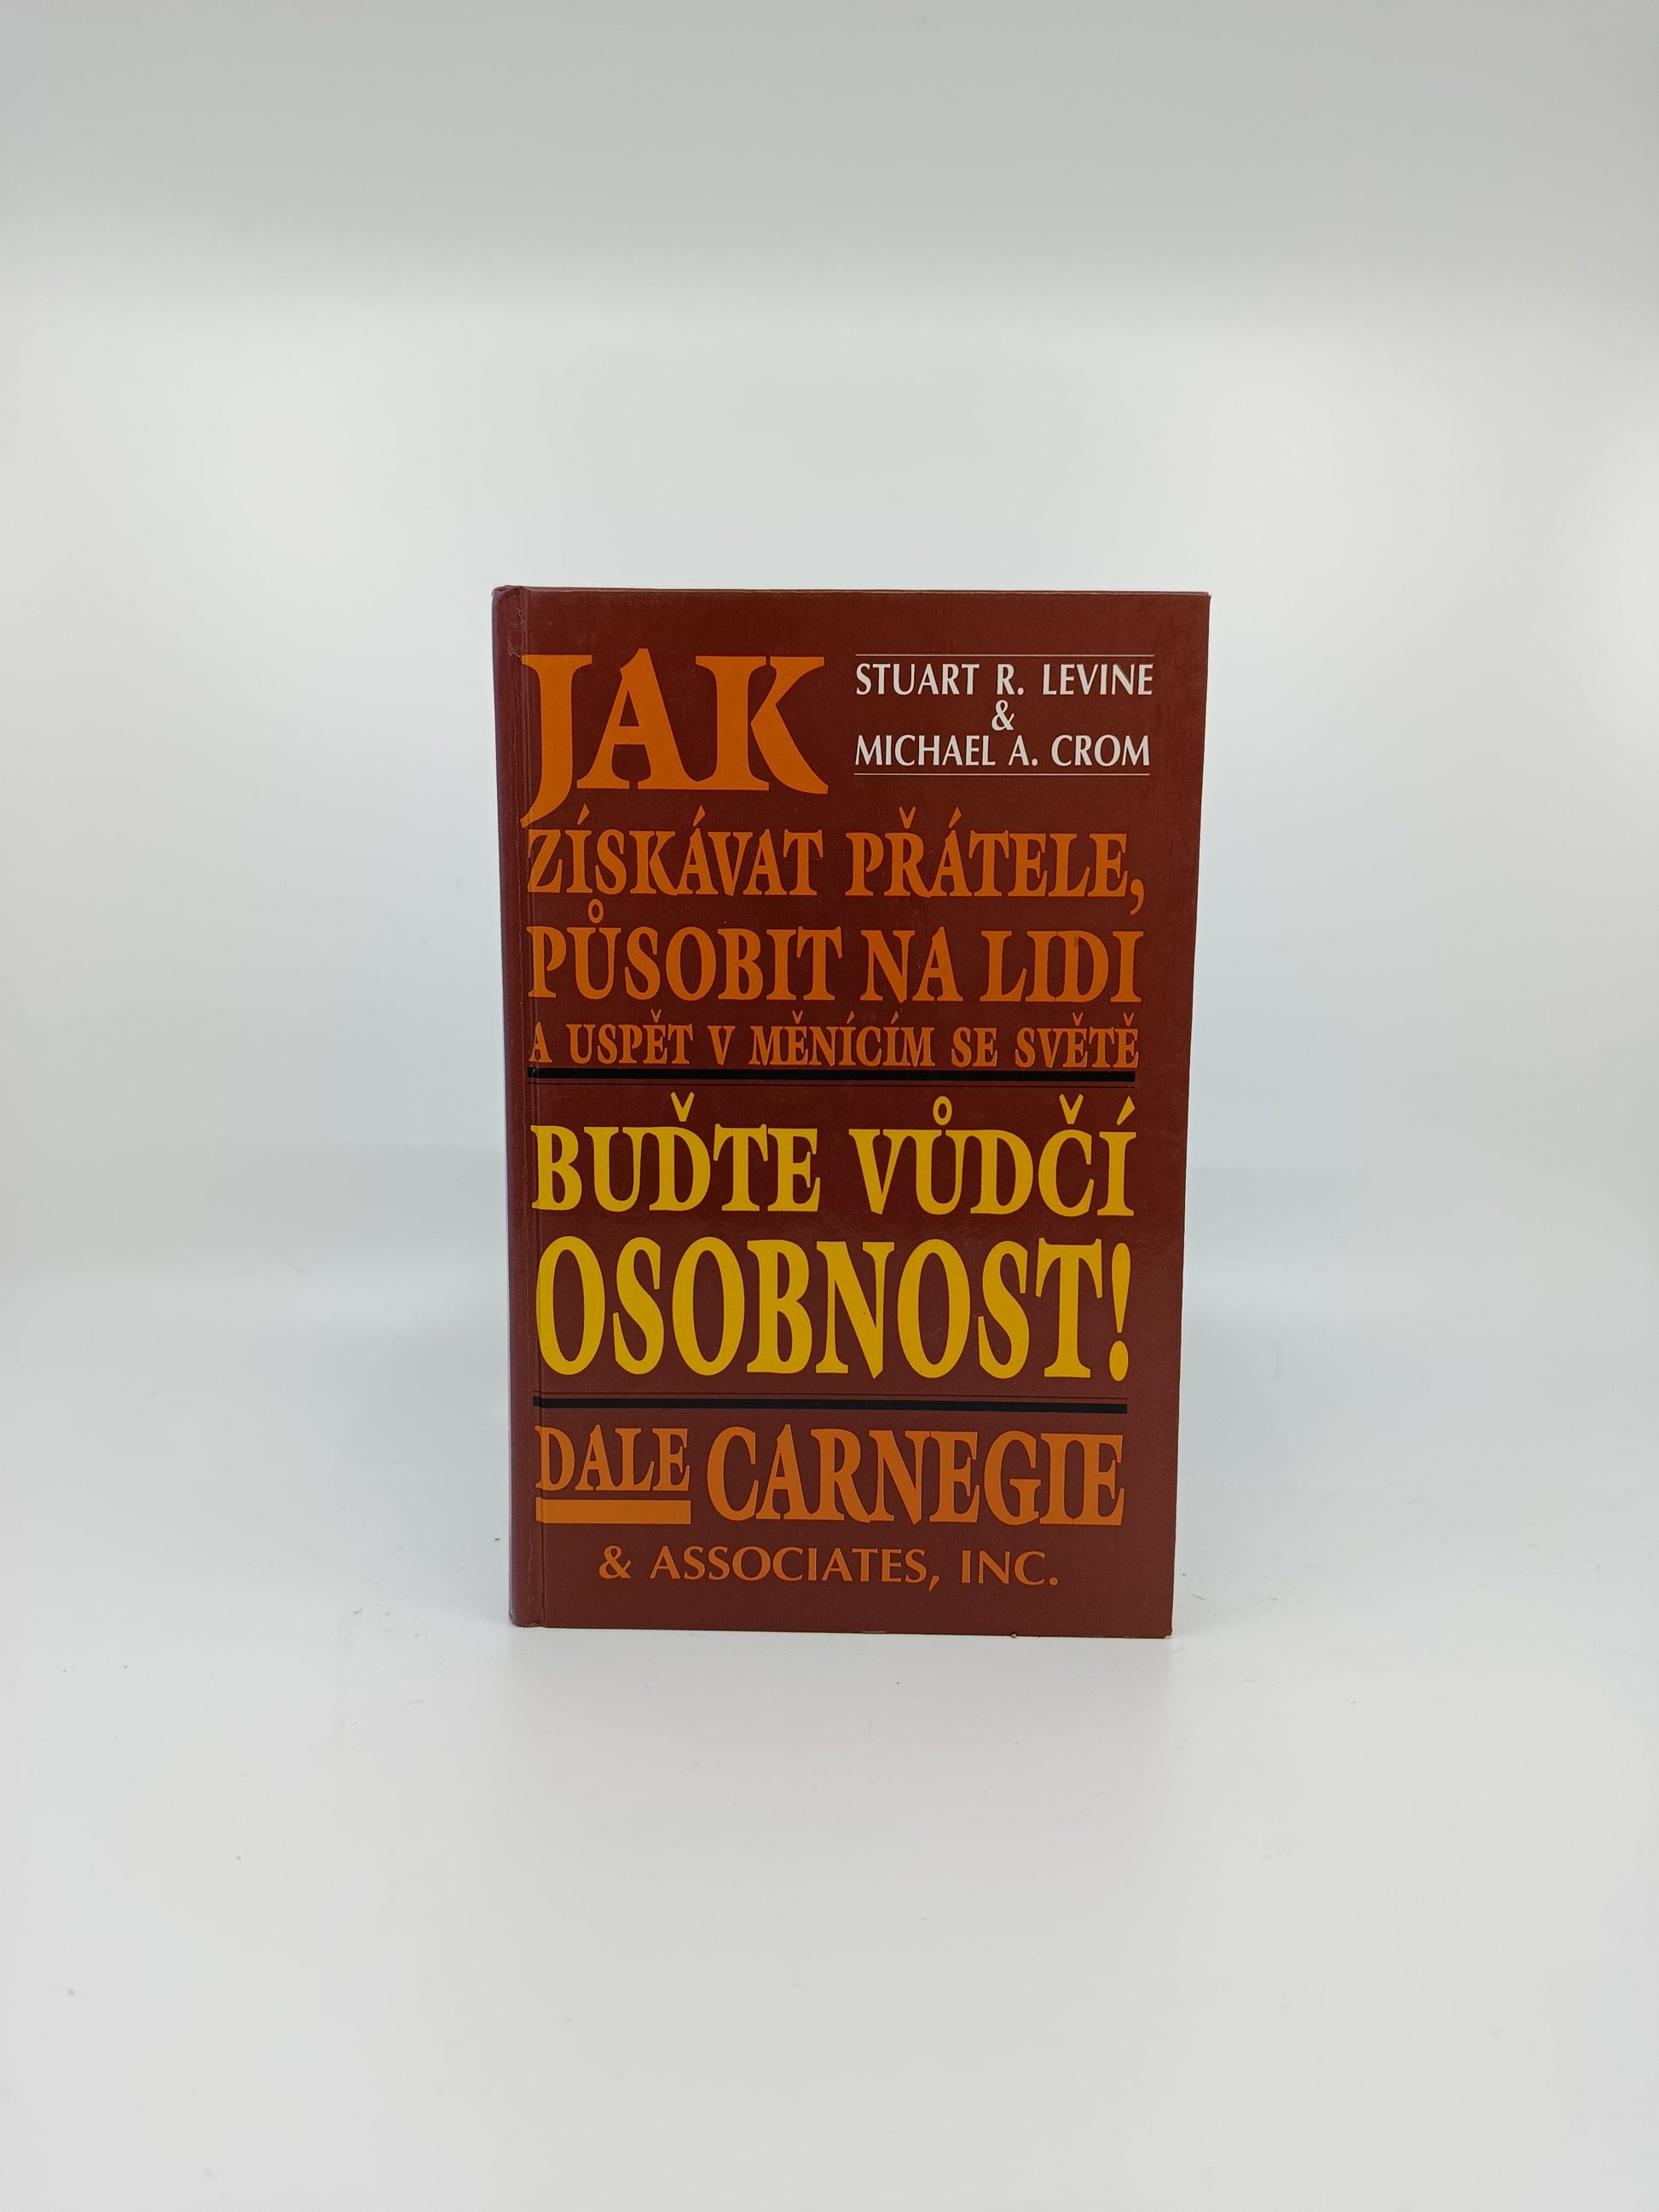 JAK
STUART R. LEVINE
&
MICHAEL A. CROM
ZÍSKÁVAT PŘÁTELE,
PŮSOBIT NA LIDI
A USPĚT V MĚNÍCÍM SE SVĚTĚ
BUĎTE VŮDČÍ
OSOBNOST!
DALE CARNEGIE
& ASSOCIATES, INC.